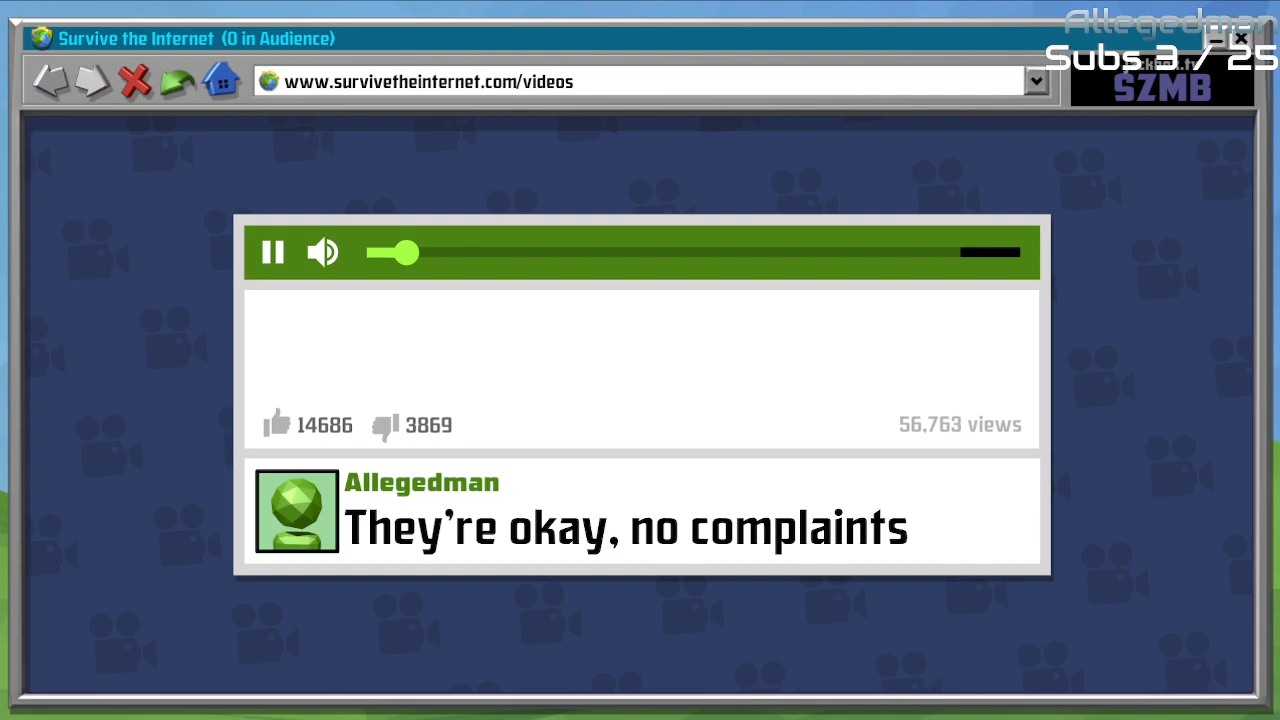 Allegedman
Survive the Internet (0 in Audience)
Subs 3 / 25
www.survivetheinternet.com/videos
SZMB
14686 3869 56,763 views
Allegedman
They're okay, no complaints